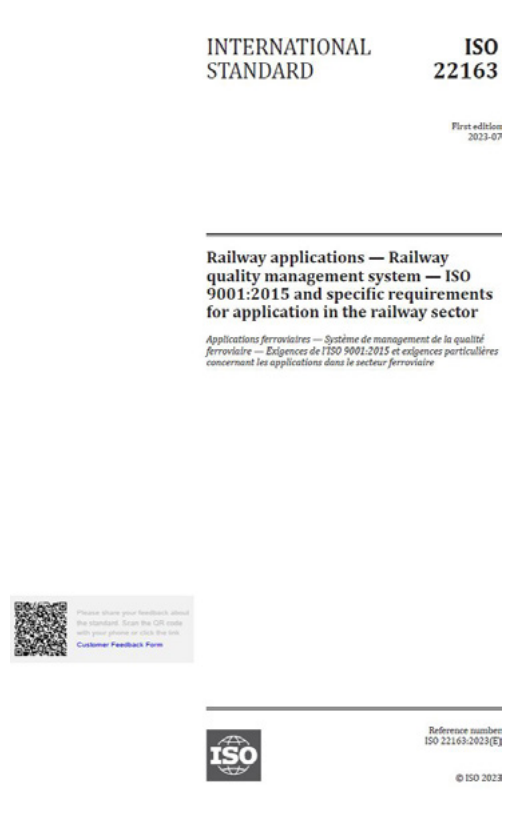 INTERNATIONAL
STANDARD
ISO
22163
First edition
2023-07
Railway applications — Railway
quality management system — ISO
9001:2015 and specific requirements
for application in the railway sector
Applications ferroviaires — Système de management de la qualité
ferroviaire — Exigences de l'ISO 9001:2015 et exigences particulières
concernant les applications dans le secteur ferroviaire
Please share your feedback about
the standard. Scan the QR code
with your phone or click the link
Customer Feedback Form
ISO
Reference number
ISO 22163:2023(E)
© ISO 2023